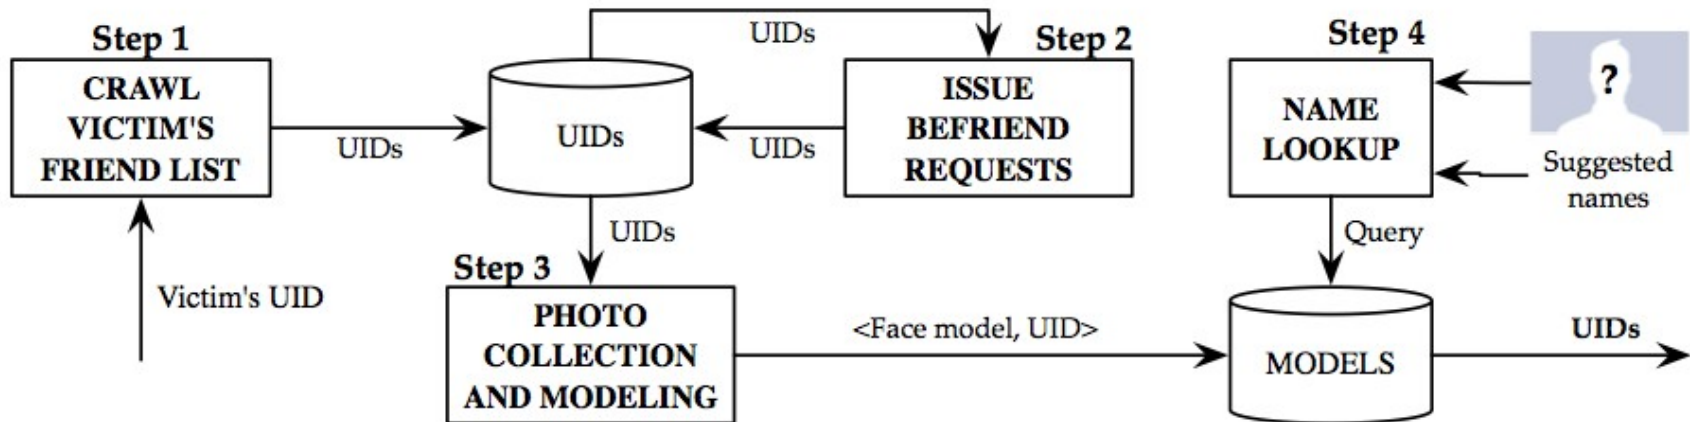 Step 1
CRAWL
VICTIM'S
FRIEND LIST
Victim's UID
UIDs
UIDs
UIDs
UIDs
Step 2
ISSUE
BEFRIEND
REQUESTS
UIDs
Step 3
PHOTO
COLLECTION
AND MODELING
<Face model, UID>
Step 4
NAME
LOOKUP
?
Suggested
names
Query
MODELS
UIDs